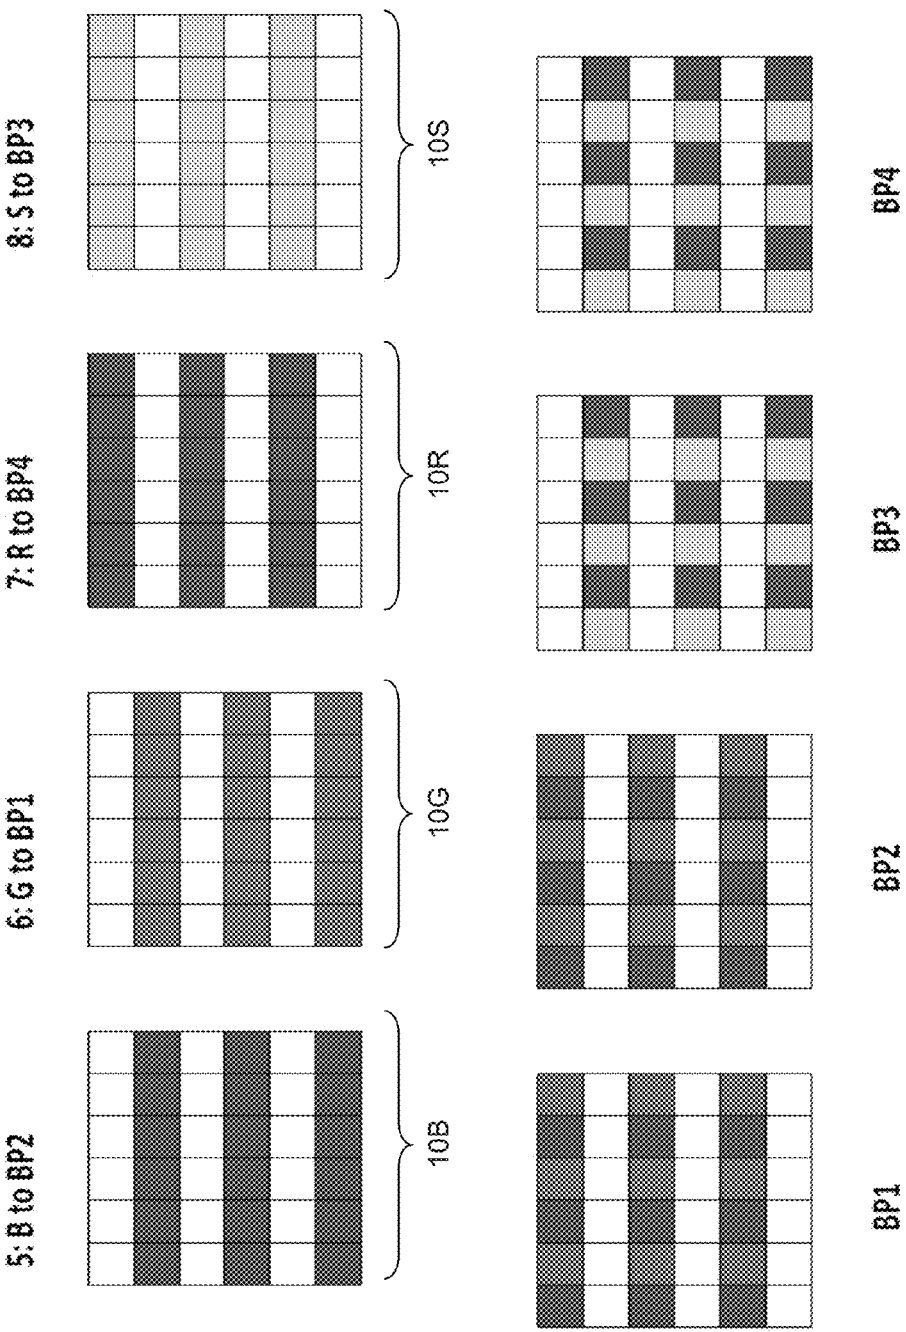 5: B to BP2
6: G to BP1
7: R to BP4
8: S to BP3
10B
10G
10R
10S
BP1
BP2
BP3
BP4